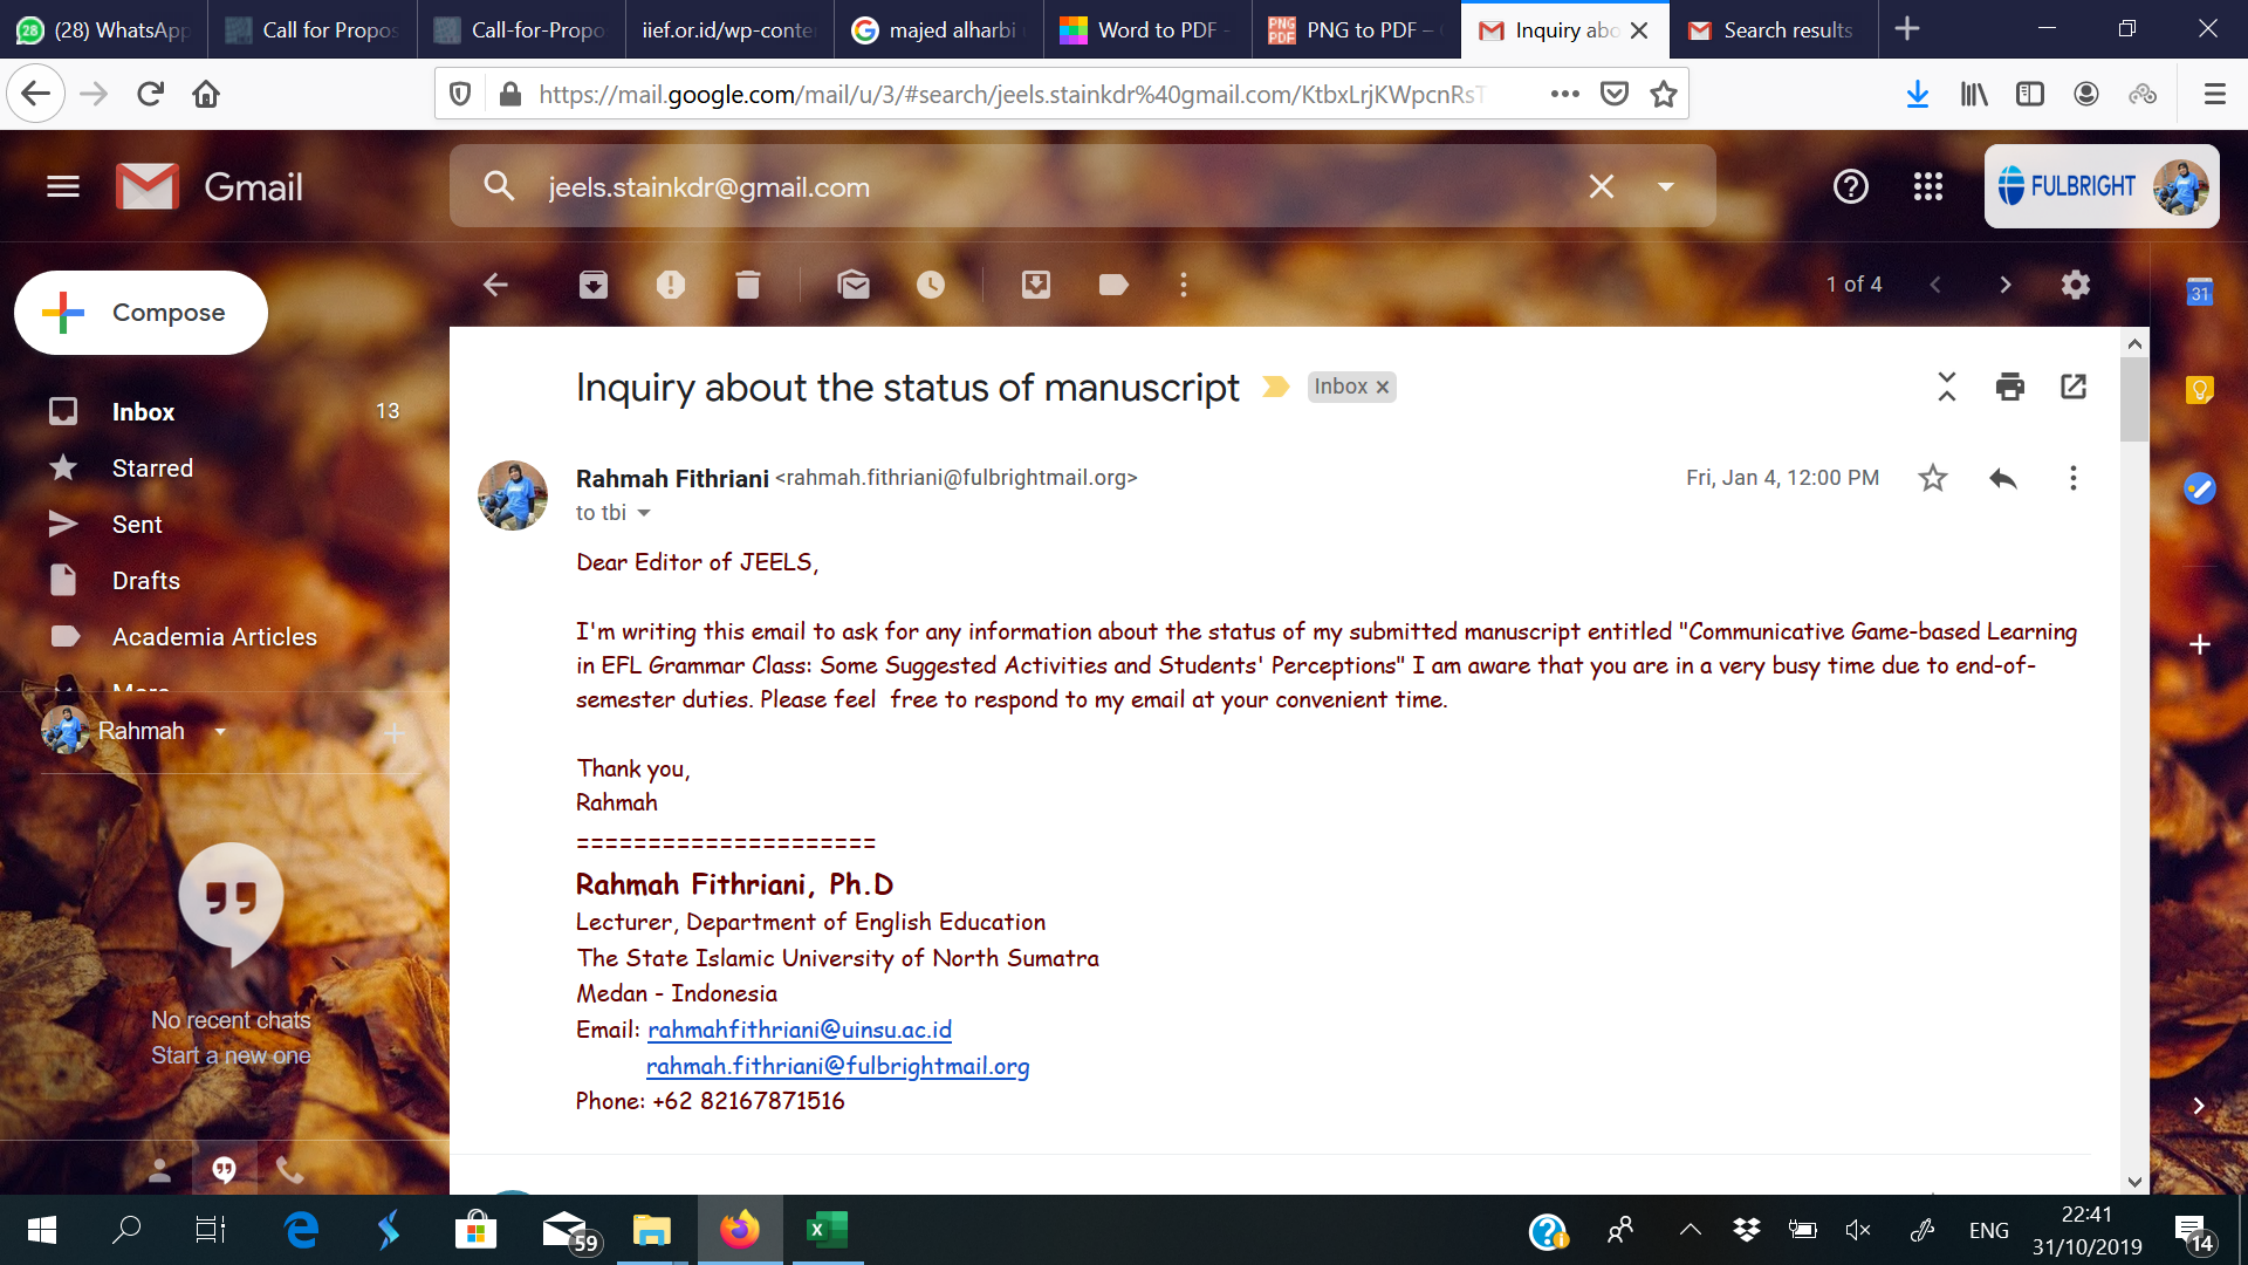 (28) WhatsApp
Call for Propos
Call-for-Propo
iief.or.id/wp-conte
majed alharbi
Word to PDF -
PNG to PDF –
Inquiry abo
Search results
https://mail.google.com/mail/u/3/#search/jeels.stainkdr%40gmail.com/KtbxLrjKWpcnRsT
Gmail
jeels.stainkdr@gmail.com
FULBRIGHT
Compose
1 of 4
31
Inquiry about the status of manuscript
Inbox
Inbox 13
Starred
Sent
Drafts
Academia Articles
More
Rahmah
No recent chats
Start a new one
Rahmah Fithriani <rahmah.fithriani@fulbrightmail.org>
Fri, Jan 4, 12:00 PM
to tbi
Dear Editor of JEELS,
I'm writing this email to ask for any information about the status of my submitted manuscript entitled "Communicative Game-based Learning
in EFL Grammar Class: Some Suggested Activities and Students' Perceptions" I am aware that you are in a very busy time due to end-of-
semester duties. Please feel  free to respond to my email at your convenient time.
Thank you,
Rahmah
=====================
Rahmah Fithriani, Ph.D
Lecturer, Department of English Education
The State Islamic University of North Sumatra
Medan - Indonesia
Email: rahmahfithriani@uinsu.ac.id
rahmah.fithriani@fulbrightmail.org
Phone: +62 82167871516
59
ENG
22:41
31/10/2019
14